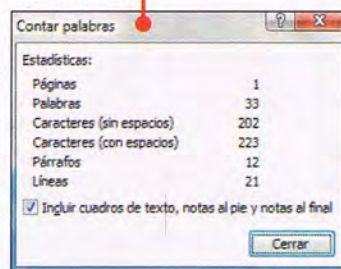 Contar palabras
Estadísticas:
Páginas 1
Palabras 33
Caracteres (sin espacios) 202
Caracteres (con espacios) 223
Párrafos 12
Líneas 21
Incluir cuadros de texto, notas al pie y notas al final
Cerrar